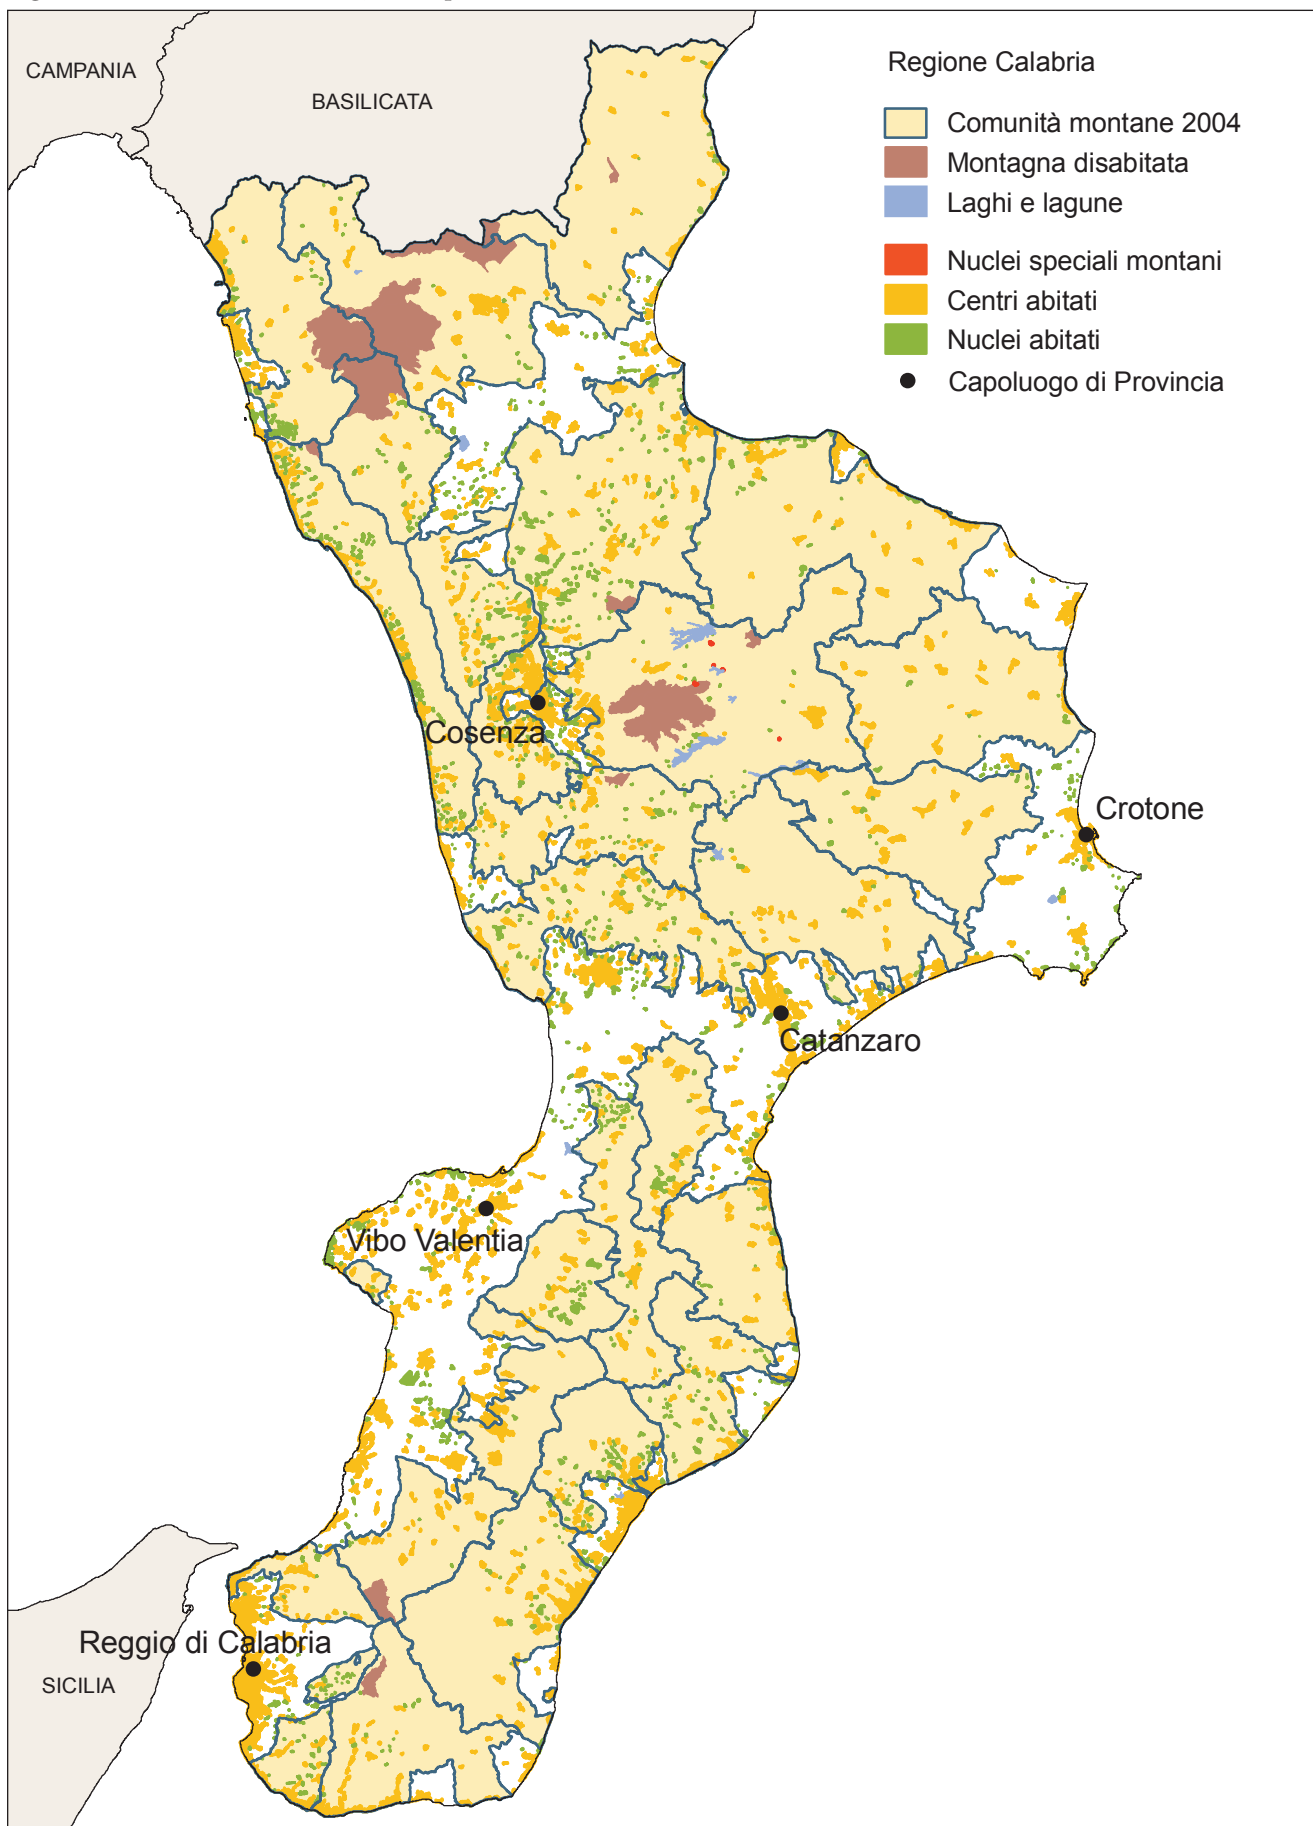 CAMPANIA
BASILICATA
Regione Calabria
Comunità montane 2004
Montagna disabitata
Laghi e lagune
Nuclei speciali montani
Centri abitati
Nuclei abitati
Capoluogo di Provincia
Cosenza
Crotone
Catanzaro
Vibo Valentia
Reggio di Calabria
SICILIA